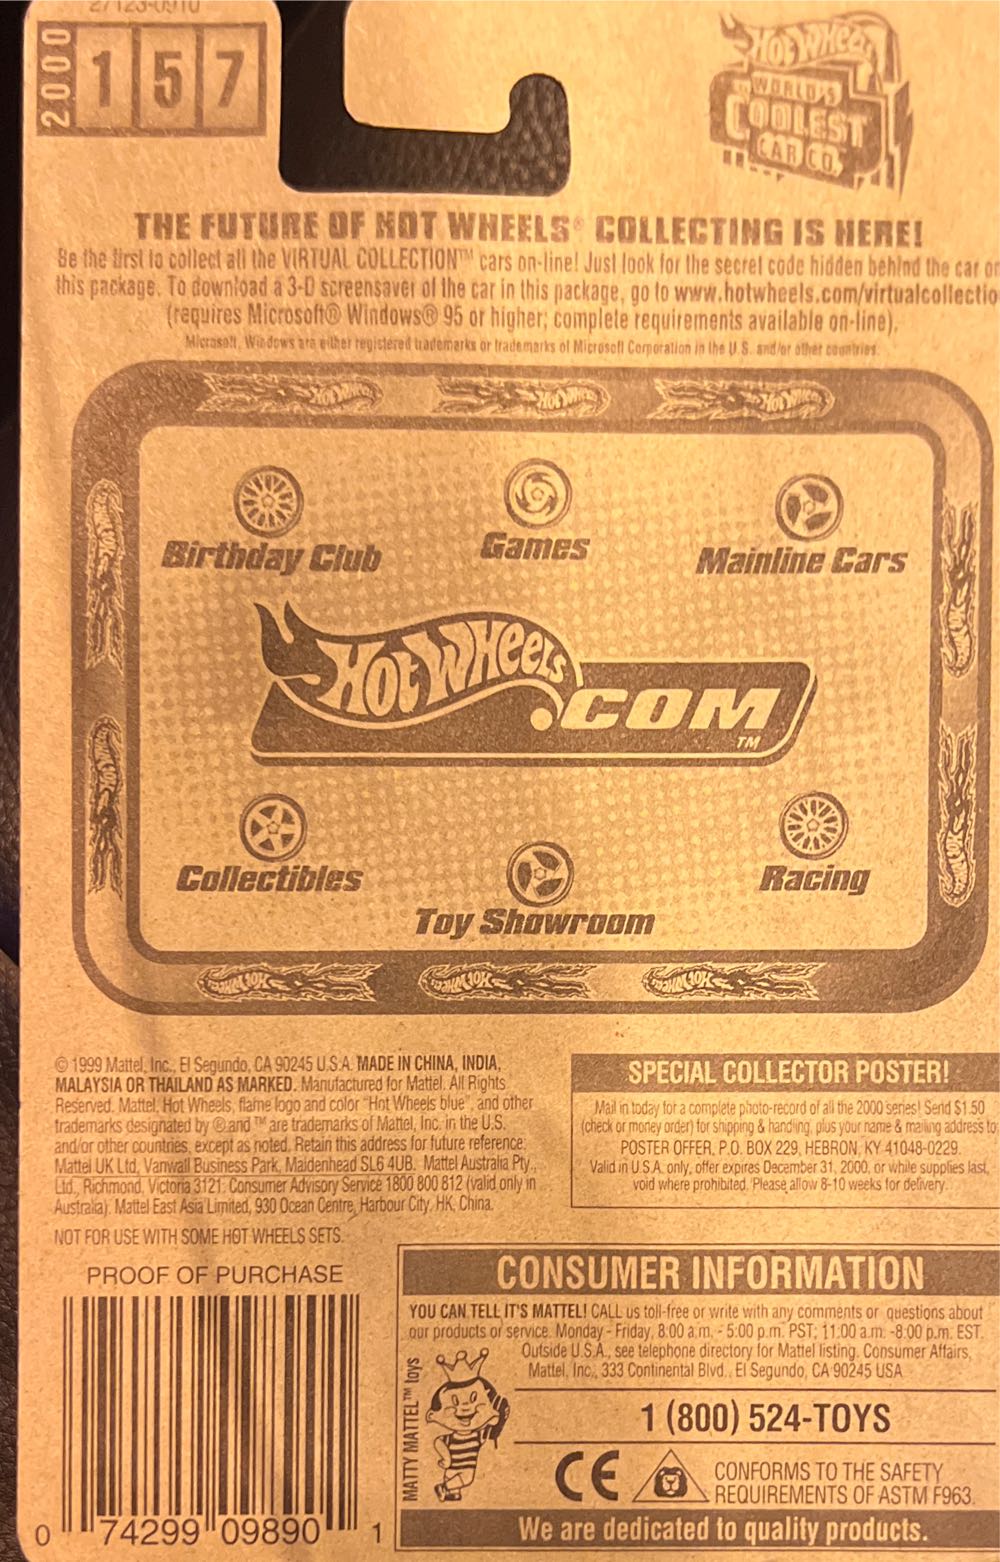 27123-0910
2000
157
Hot Wheels
WORLD'S
COOLEST
CAR CO.
THE FUTURE OF HOT WHEELS® COLLECTING IS HERE!
Be the first to collect all the VIRTUAL COLLECTION™ cars on-line! Just look for the secret code hidden behind the car on
this package. To download a 3-D screensaver of the car in this package, go to www.hotwheels.com/virtualcollectio
(requires Microsoft® Windows® 95 or higher; complete requirements available on-line).
Microsoft, Windows are either registered trademarks or trademarks of Microsoft Corporation in the U.S. and/or other countries.
Hot Wheels Hot Wheels Hot Wheels
Birthday Club
Games
Mainline Cars
Hot Wheels.COM™
Collectibles
Toy Showroom
Racing
Hot Wheels Hot Wheels Hot Wheels
© 1999 Mattel, Inc., El Segundo, CA 90245 U.S.A. MADE IN CHINA, INDIA,
MALAYSIA OR THAILAND AS MARKED. Manufactured for Mattel. All Rights
Reserved. Mattel, Hot Wheels, flame logo and color "Hot Wheels blue", and other
trademarks designated by ® and ™ are trademarks of Mattel, Inc. in the U.S.
and/or other countries, except as noted. Retain this address for future reference:
Mattel UK Ltd, Vanwall Business Park, Maidenhead SL6 4UB. Mattel Australia Pty.,
Ltd., Richmond, Victoria 3121. Consumer Advisory Service 1800 800 812 (valid only in
Australia). Mattel East Asia Limited, 930 Ocean Centre, Harbour City, HK, China.
NOT FOR USE WITH SOME HOT WHEELS SETS.
SPECIAL COLLECTOR POSTER!
Mail in today for a complete photo-record of all the 2000 series! Send $1.50
(check or money order) for shipping & handling, plus your name & mailing address to:
POSTER OFFER, P.O. BOX 229, HEBRON, KY 41048-0229.
Valid in U.S.A. only, offer expires December 31, 2000, or while supplies last,
void where prohibited. Please allow 8-10 weeks for delivery.
PROOF OF PURCHASE
0 74299 09890 1
CONSUMER INFORMATION
YOU CAN TELL IT'S MATTEL! CALL us toll-free or write with any comments or questions about
our products or service. Monday - Friday, 8:00 a.m. - 5:00 p.m. PST; 11:00 a.m. -8:00 p.m. EST.
Outside U.S.A., see telephone directory for Mattel listing. Consumer Affairs,
Mattel, Inc., 333 Continental Blvd., El Segundo, CA 90245 USA
MATTY MATTEL™ toys
1 (800) 524-TOYS
CE
CONFORMS TO THE SAFETY
REQUIREMENTS OF ASTM F963.
We are dedicated to quality products.